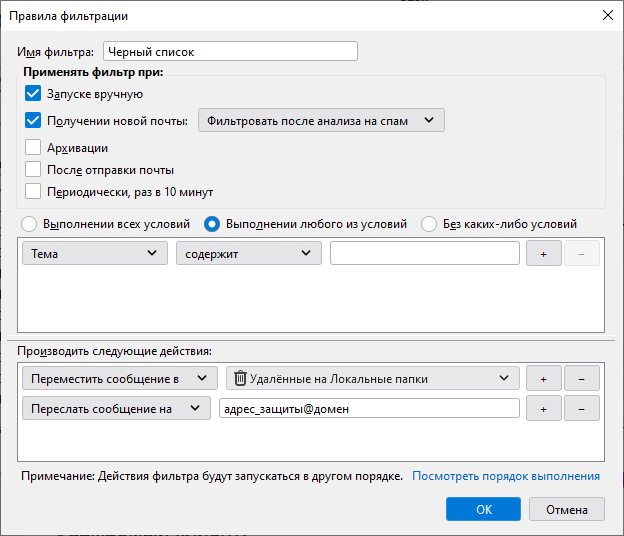 Правила фильтрации
Имя фильтра: Черный список
Применять фильтр при:
Запуске вручную
Получении новой почты: Фильтровать после анализа на спам
Архивации
После отправки почты
Периодически, раз в 10 минут
Выполнении всех условий Выполнении любого из условий Без каких-либо условий
Тема содержит + −
Производить следующие действия:
Переместить сообщение в Удалённые на Локальные папки + −
Переслать сообщение на адрес_защиты@домен + −
Примечание: Действия фильтра будут запускаться в другом порядке. Посмотреть порядок выполнения
ОК Отмена